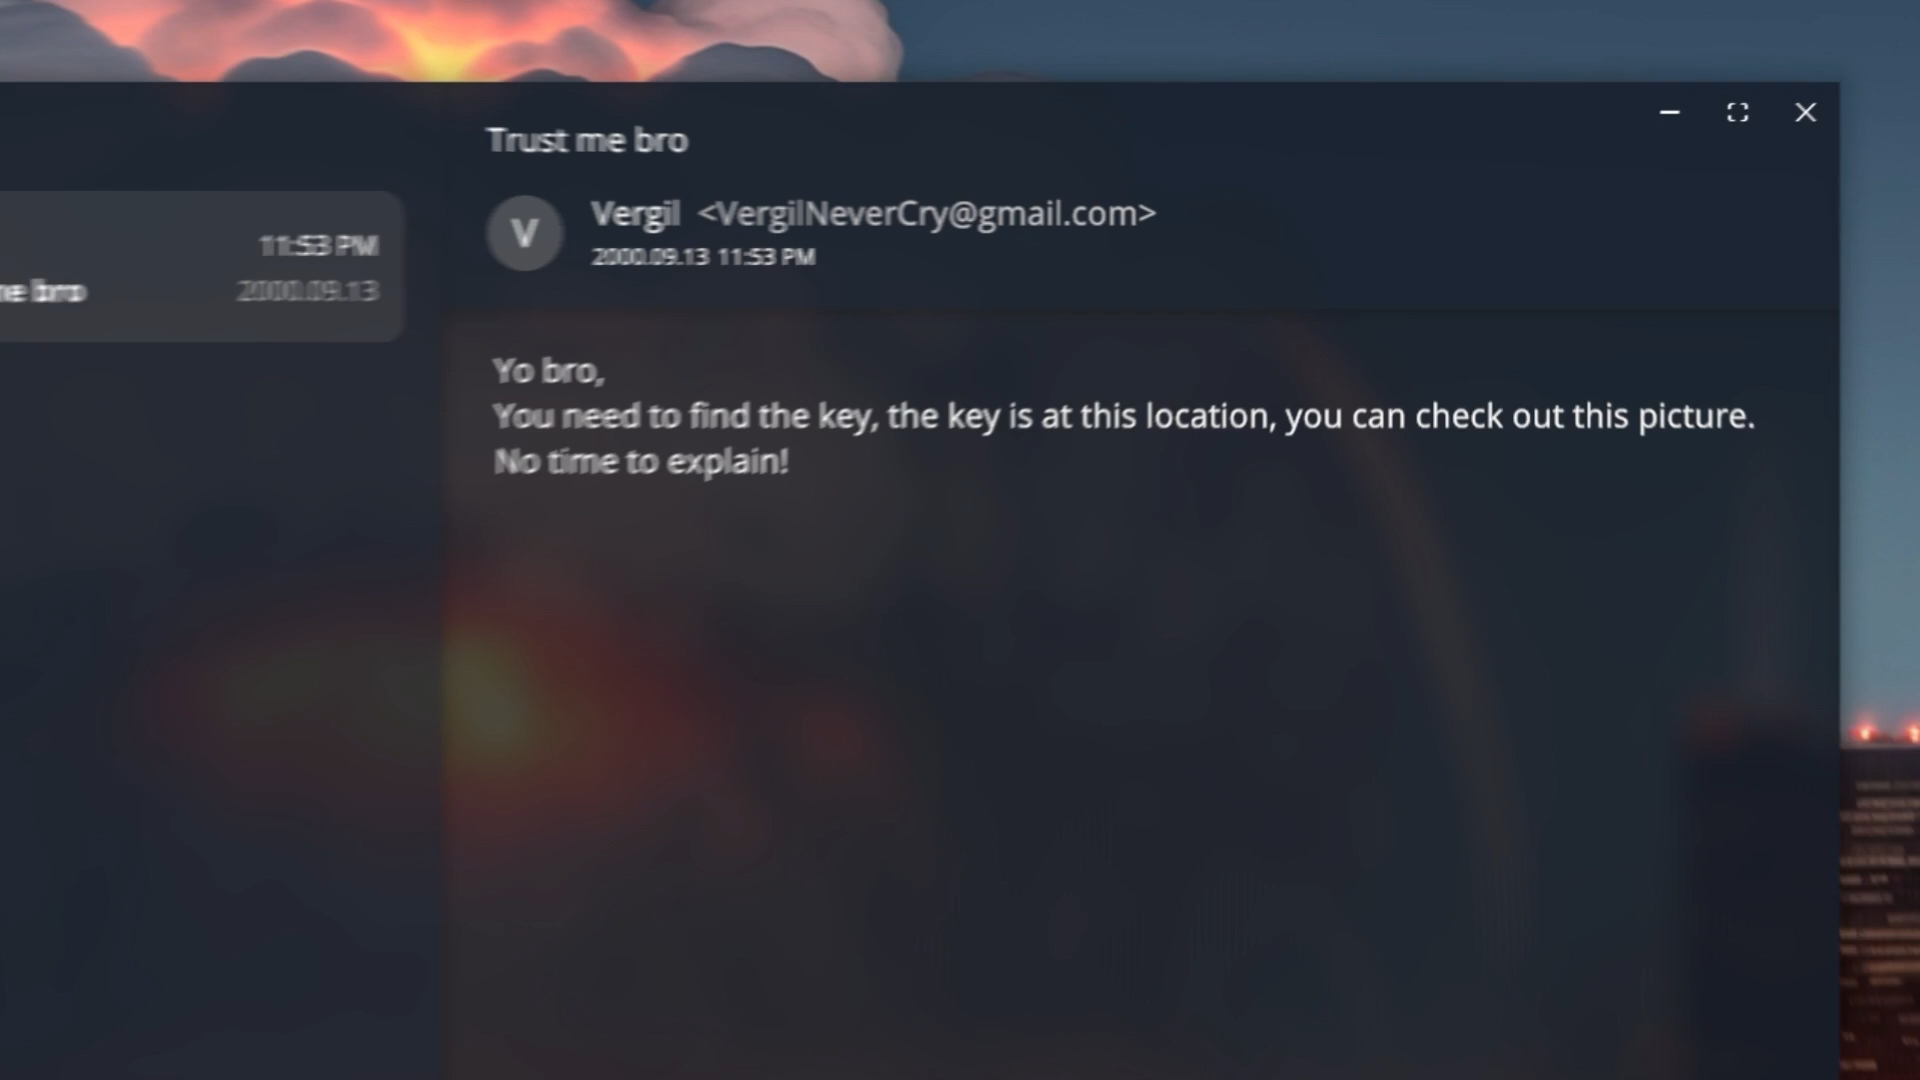 Trust me bro
V
Vergil <VergilNeverCry@gmail.com>
2000.09.13 11:53 PM
11:53 PM
me bro
2000.09.13
Yo bro,
You need to find the key, the key is at this location, you can check out this picture.
No time to explain!